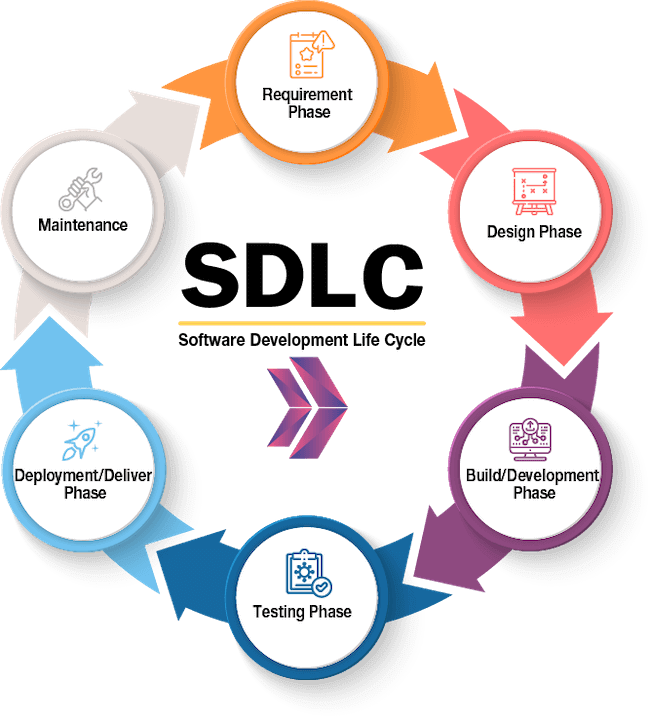 Requirement
Phase
Maintenance
Design Phase
SDLC
Software Development Life Cycle
Deployment/Deliver
Phase
Build/Development
Phase
Testing Phase